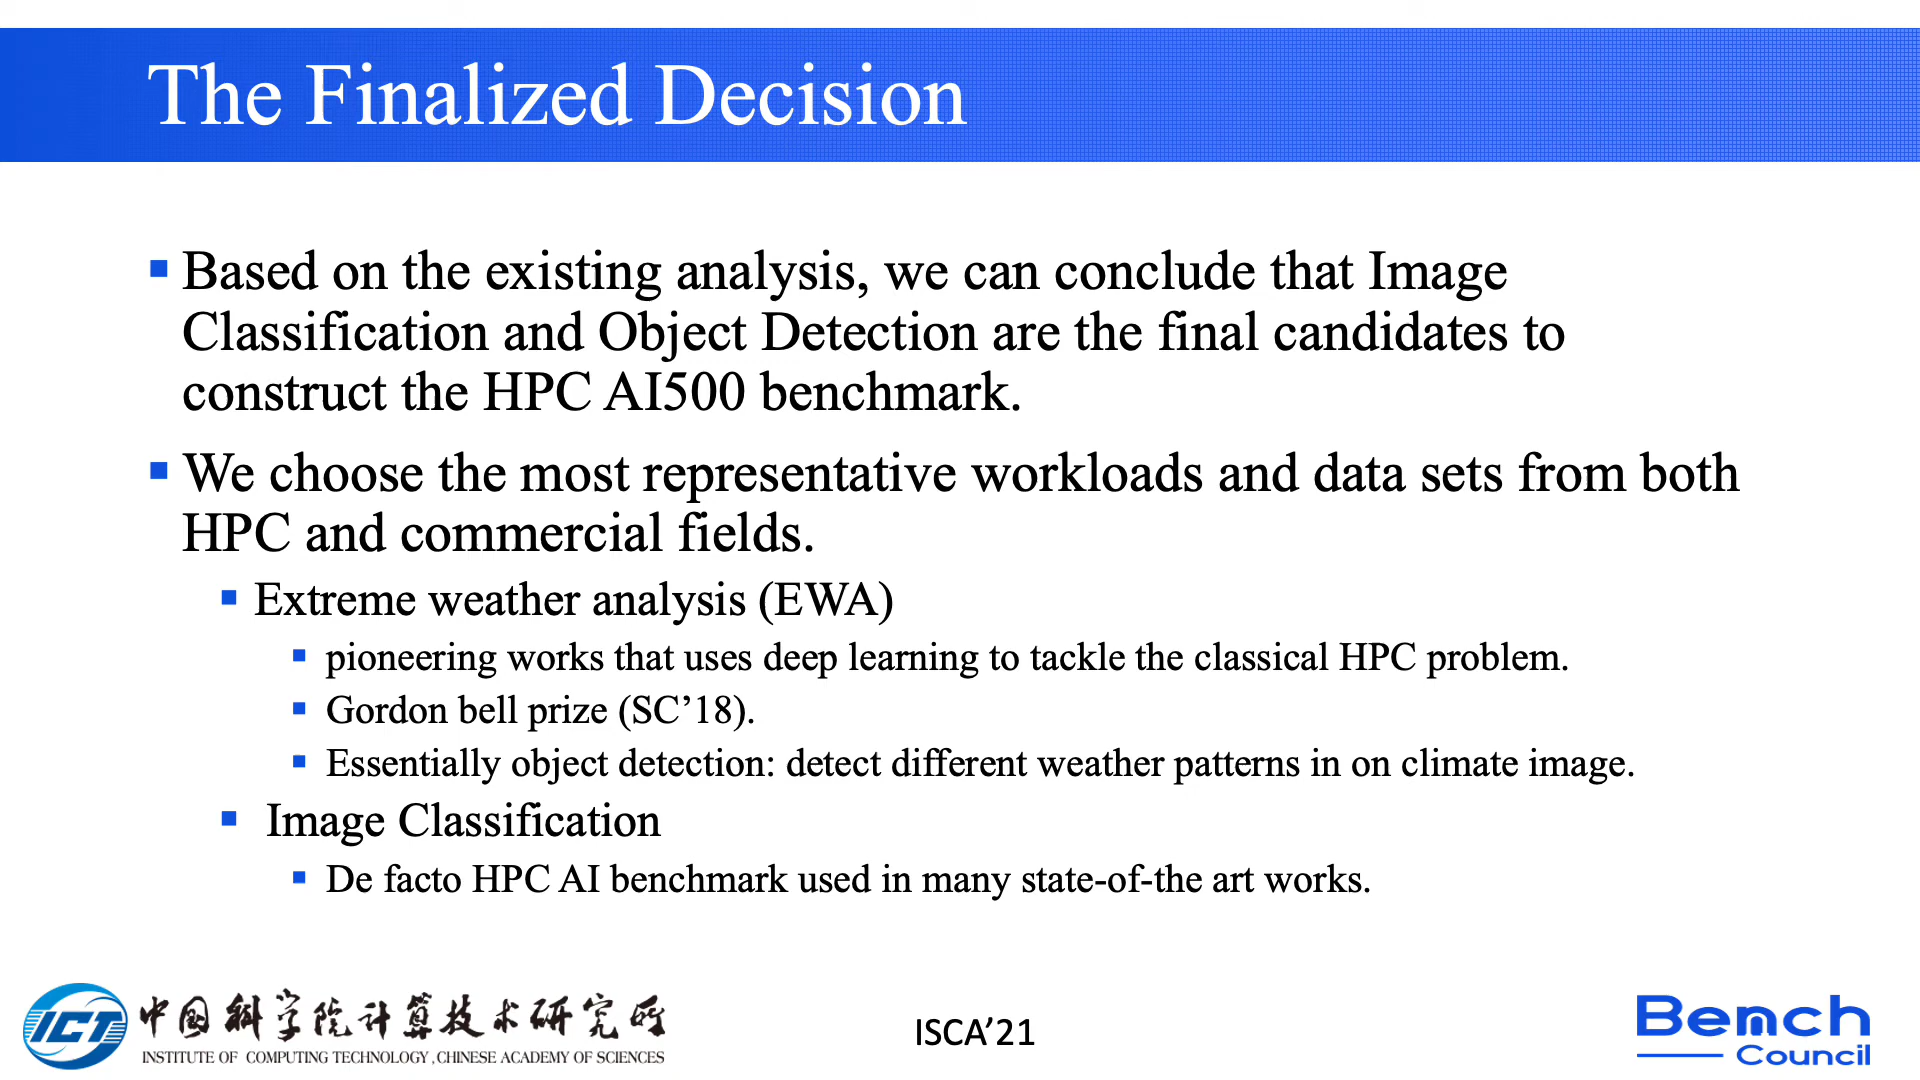 The Finalized Decision
Based on the existing analysis, we can conclude that Image
Classification and Object Detection are the final candidates to
construct the HPC AI500 benchmark.
We choose the most representative workloads and data sets from both
HPC and commercial fields.
Extreme weather analysis (EWA)
pioneering works that uses deep learning to tackle the classical HPC problem.
Gordon bell prize (SC’18).
Essentially object detection: detect different weather patterns in on climate image.
Image Classification
De facto HPC AI benchmark used in many state-of-the art works.
ICT
中国科学院计算技术研究所
INSTITUTE OF COMPUTING TECHNOLOGY, CHINESE ACADEMY OF SCIENCES
ISCA’21
Bench
Council